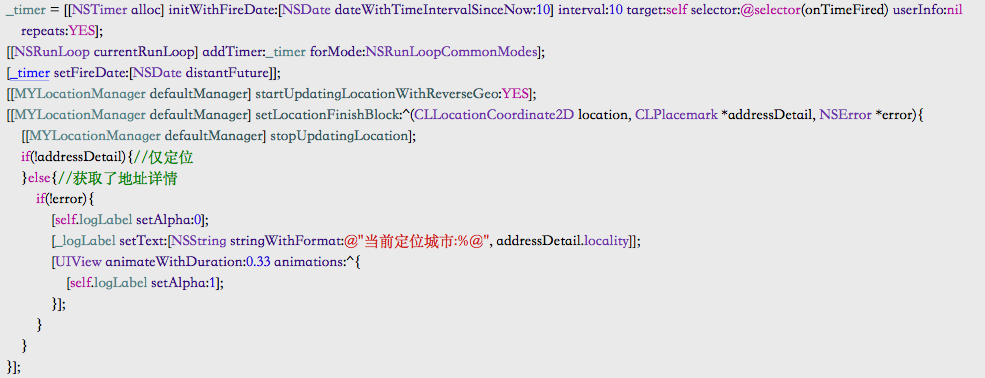 _timer = [[NSTimer alloc] initWithFireDate:[NSDate dateWithTimeIntervalSinceNow:10] interval:10 target:self selector:@selector(onTimeFired) userInfo:nil
repeats:YES];
[[NSRunLoop currentRunLoop] addTimer:_timer forMode:NSRunLoopCommonModes];
[_timer setFireDate:[NSDate distantFuture]];
[[MYLocationManager defaultManager] startUpdatingLocationWithReverseGeo:YES];
[[MYLocationManager defaultManager] setLocationFinishBlock:^(CLLocationCoordinate2D location, CLPlacemark *addressDetail, NSError *error){
[[MYLocationManager defaultManager] stopUpdatingLocation];
if(!addressDetail){//仅定位
}else{//获取了地址详情
if(!error){
[self.logLabel setAlpha:0];
[_logLabel setText:[NSString stringWithFormat:@"当前定位城市:%@", addressDetail.locality]];
[UIView animateWithDuration:0.33 animations:^{
[self.logLabel setAlpha:1];
}];
}
}
}];